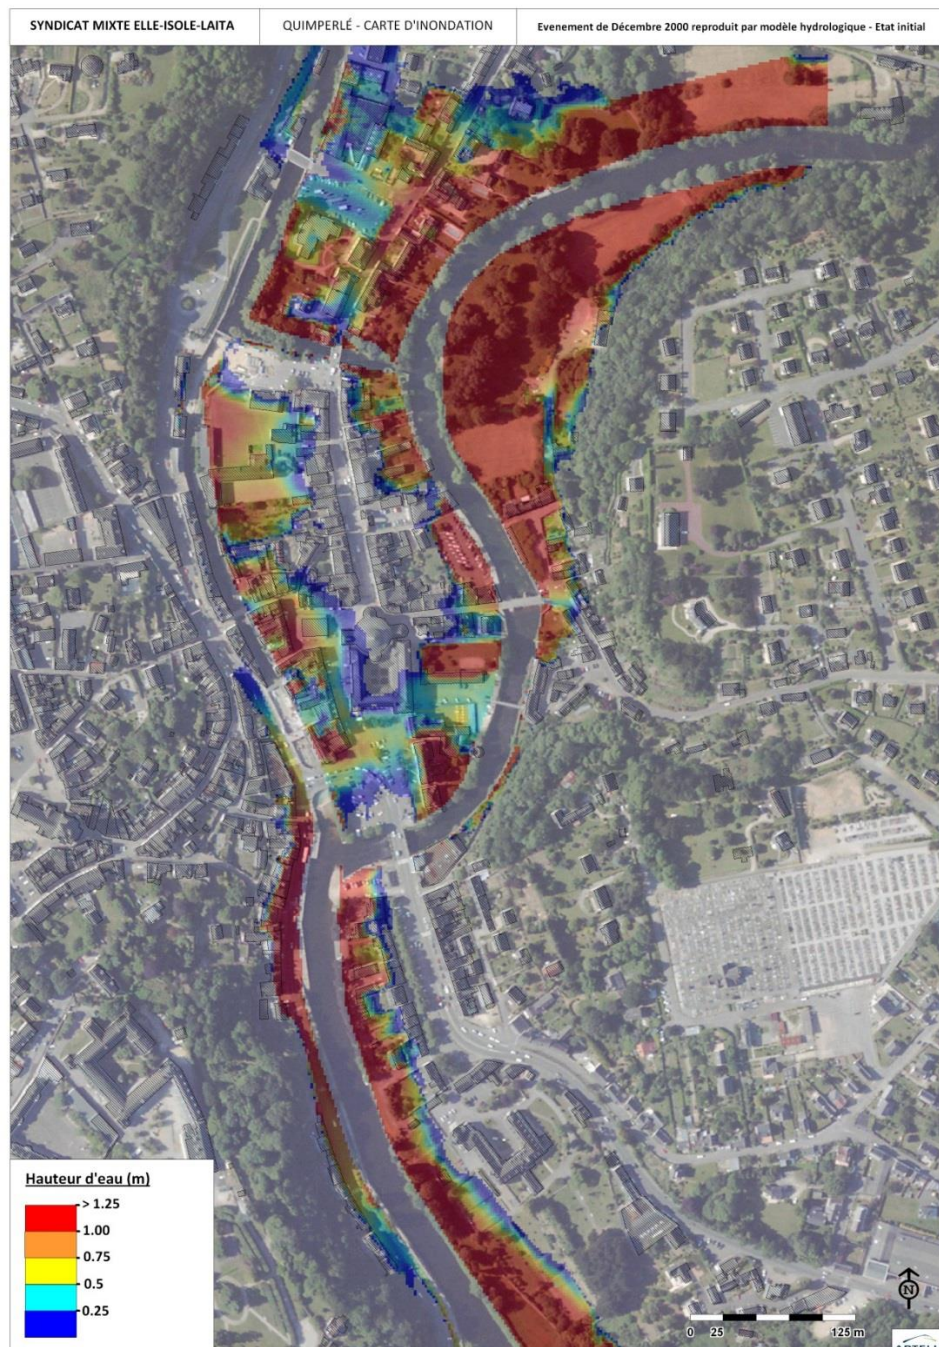 SYNDICAT MIXTE ELLE-ISOLE-LAITA
QUIMPERLÉ - CARTE D'INONDATION
Evenement de Décembre 2000 reproduit par modèle hydrologique - Etat initial
Hauteur d'eau (m)
> 1.25
1.00
0.75
0.5
0.25
N
0 25 125 m